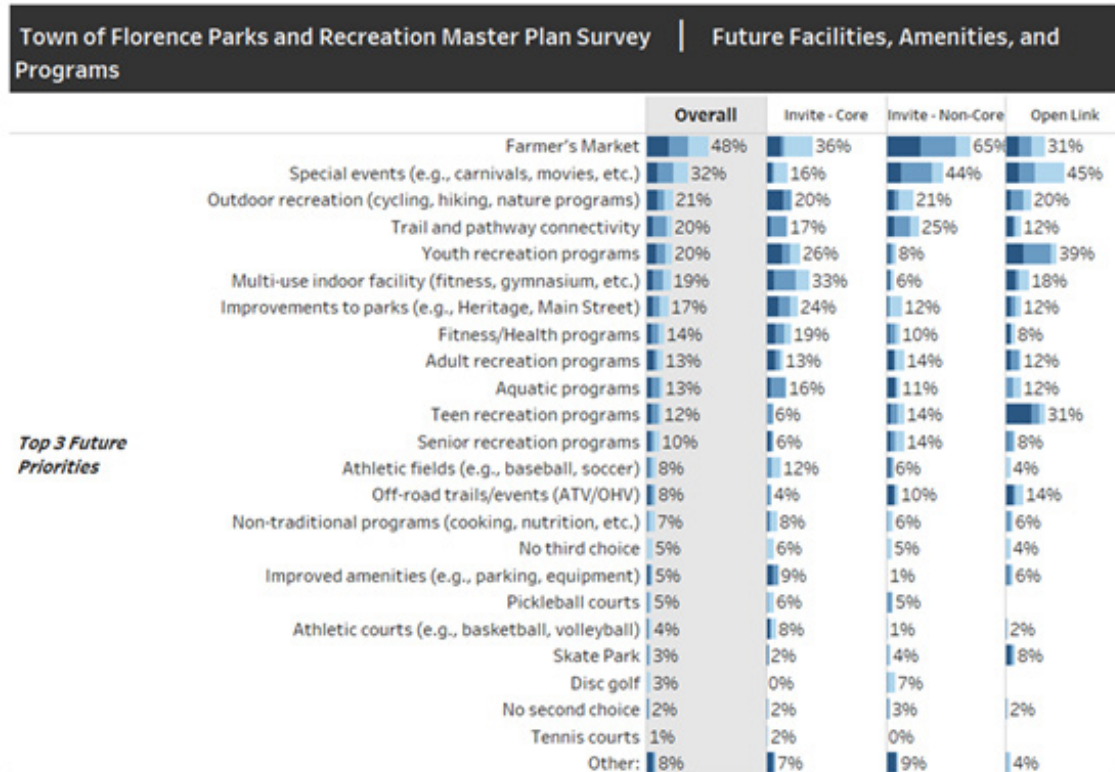 Town of Florence Parks and Recreation Master Plan Survey | Future Facilities, Amenities, and
Programs
Overall Invite - Core Invite - Non-Core Open Link
Farmer's Market 48% 36% 65% 31%
Special events (e.g., carnivals, movies, etc.) 32% 16% 44% 45%
Outdoor recreation (cycling, hiking, nature programs) 21% 20% 21% 20%
Trail and pathway connectivity 20% 17% 25% 12%
Youth recreation programs 20% 26% 8% 39%
Multi-use indoor facility (fitness, gymnasium, etc.) 19% 33% 6% 18%
Improvements to parks (e.g., Heritage, Main Street) 17% 24% 12% 12%
Fitness/Health programs 14% 19% 10% 8%
Adult recreation programs 13% 13% 14% 12%
Aquatic programs 13% 16% 11% 12%
Teen recreation programs 12% 6% 14% 31%
Top 3 Future
Priorities
Senior recreation programs 10% 6% 14% 8%
Athletic fields (e.g., baseball, soccer) 8% 12% 6% 4%
Off-road trails/events (ATV/OHV) 8% 4% 10% 14%
Non-traditional programs (cooking, nutrition, etc.) 7% 8% 6% 6%
No third choice 5% 6% 5% 4%
Improved amenities (e.g., parking, equipment) 5% 9% 1% 6%
Pickleball courts 5% 6% 5%
Athletic courts (e.g., basketball, volleyball) 4% 8% 1% 2%
Skate Park 3% 2% 4% 8%
Disc golf 3% 0% 7%
No second choice 2% 2% 3% 2%
Tennis courts 1% 2% 0%
Other: 8% 7% 9% 4%